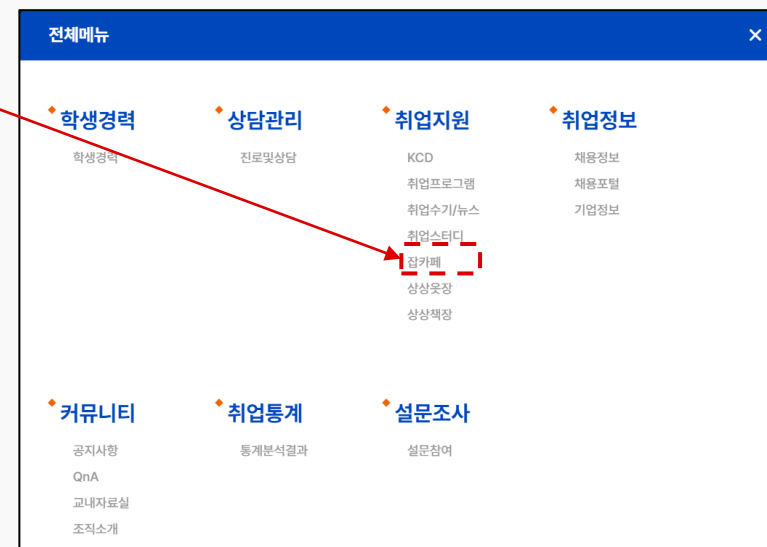 전체메뉴
학생경력
학생경력
상담관리
진로및상담
취업지원
KCD
취업프로그램
취업수기/뉴스
취업스터디
잡카페
상상옷장
상상책장
취업정보
채용정보
채용포털
기업정보
커뮤니티
공지사항
QnA
교내자료실
조직소개
취업통계
통계분석결과
설문조사
설문참여